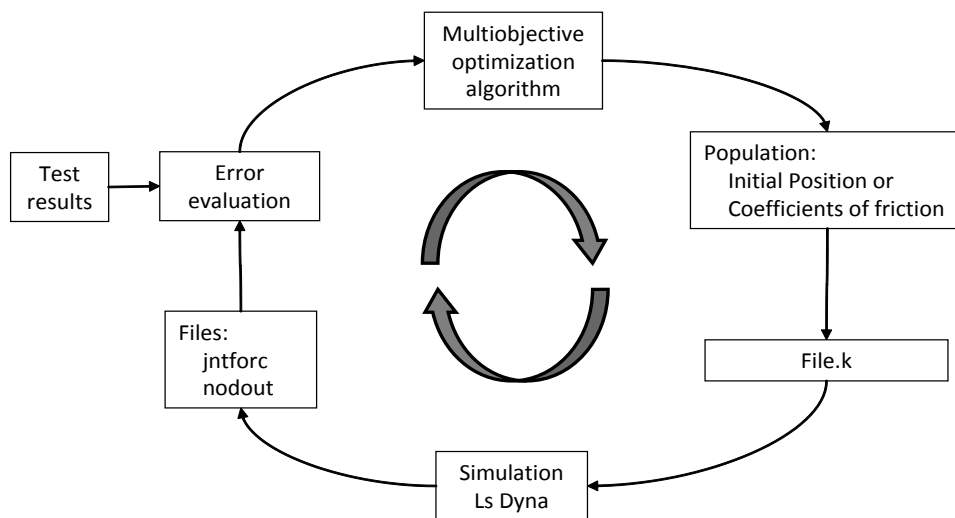 Multiobjective
optimization
algorithm
Population:
Initial Position or
Coefficients of friction
File.k
Simulation
Ls Dyna
Files:
jntforc
nodout
Error
evaluation
Test
results